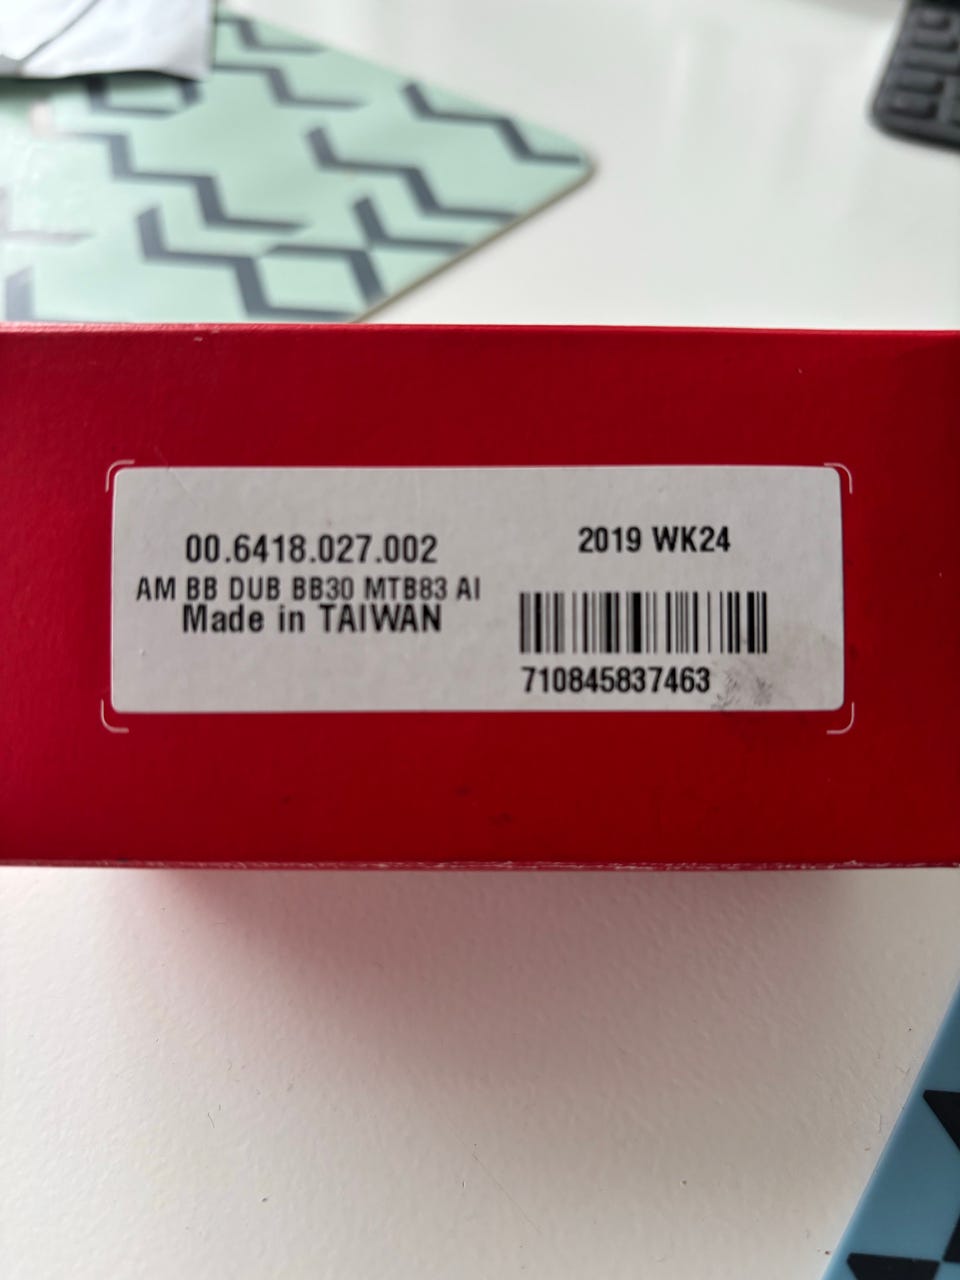 00.6418.027.002
AM BB DUB BB30 MTB83 AI
Made in TAIWAN
2019 WK24
710845837463